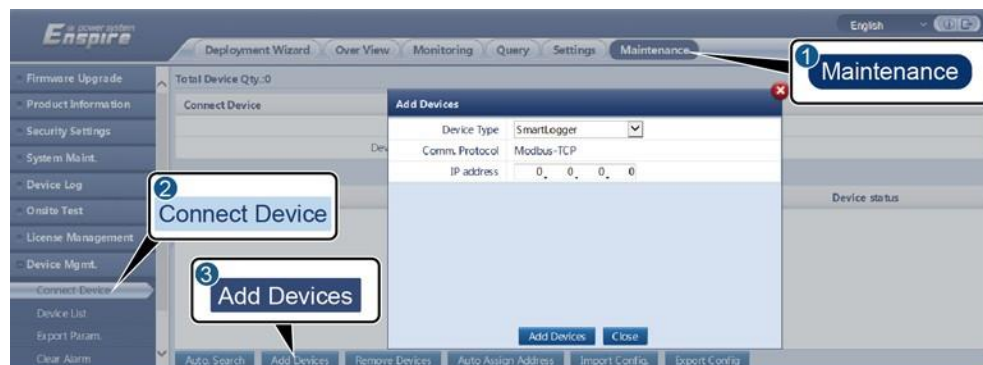 Enspire
English
Deployment Wizard
Over View
Monitoring
Query
Settings
Maintenance
1
Maintenance
Firmware Upgrade
Product Information
Security Settings
System Maint.
Device Log
Onsite Test
License Management
Device Mgmt.
Connect Device
Device List
Export Param.
Clear Alarm
Total Device Qty.:0
Connect Device
Dev
Device status
Add Devices
Device Type SmartLogger
Comm. Protocol Modbus-TCP
IP address 0. 0. 0. 0
Add Devices Close
2
Connect Device
3
Add Devices
Auto. Search
Add Devices
Remove Devices
Auto Assign Address
Import Config.
Export Config